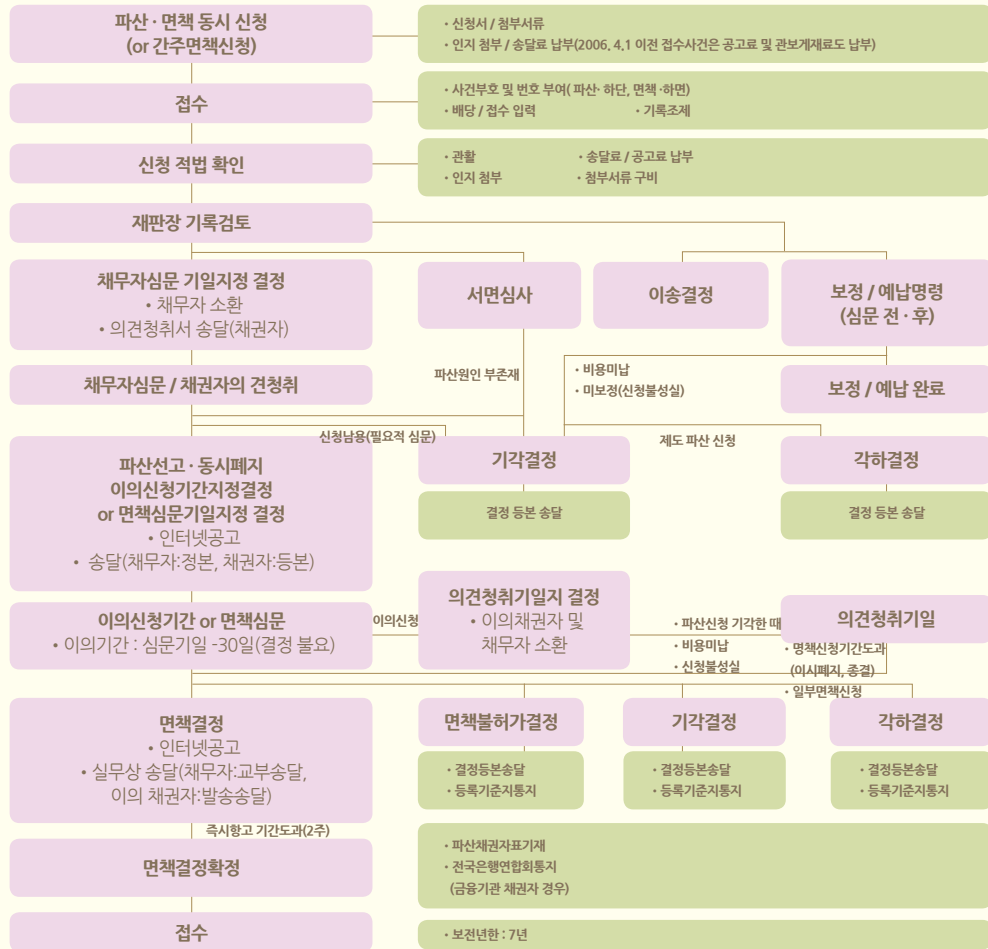 파산 · 면책 동시 신청
(or 간주면책신청)
• 신청서 / 첨부서류
• 인지 첨부 / 송달료 납부(2006. 4.1 이전 접수사건은 공고료 및 관보게재료도 납부)
접수
• 사건부호 및 번호 부여( 파산· 하단, 면책 ·하면)
• 배당 / 접수 입력 • 기록조제
신청 적법 확인
• 관활 • 송달료 / 공고료 납부
• 인지 첨부 • 첨부서류 구비
재판장 기록검토
채무자심문 기일지정 결정
• 채무자 소환
• 의견청취서 송달(채권자)
서면심사
이송결정
보정 / 예납명령
(심문 전 · 후)
채무자심문 / 채권자의 견청취
파산원인 부존재
• 비용미납
• 미보정(신청불성실)
보정 / 예납 완료
신청남용(필요적 심문)
제도 파산 신청
파산선고 · 동시폐지
이의신청기간지정결정
or 면책심문기일지정 결정
• 인터넷공고
• 송달(채무자:정본, 채권자:등본)
기각결정
결정 등본 송달
각하결정
결정 등본 송달
이의신청기간 or 면책심문
• 이의기간 : 심문기일 -30일(결정 불요)
이의신청
의견청취기일지 결정
• 이의채권자 및
채무자 소환
• 파산신청 기각한 때
• 비용미납
• 신청불성실
의견청취기일
• 명책신청기간도과
(이시폐지, 종결)
• 일부면책신청
면책결정
• 인터넷공고
• 실무상 송달(채무자:교부송달,
이의 채권자:발송송달)
면책불허가결정
• 결정등본송달
• 등록기준지통지
기각결정
• 결정등본송달
• 등록기준지통지
각하결정
• 결정등본송달
• 등록기준지통지
즉시항고 기간도과(2주)
면책결정확정
• 파산채권자표기재
• 전국은행연합회통지
(금융기관 채권자 경우)
접수
• 보전년한 : 7년